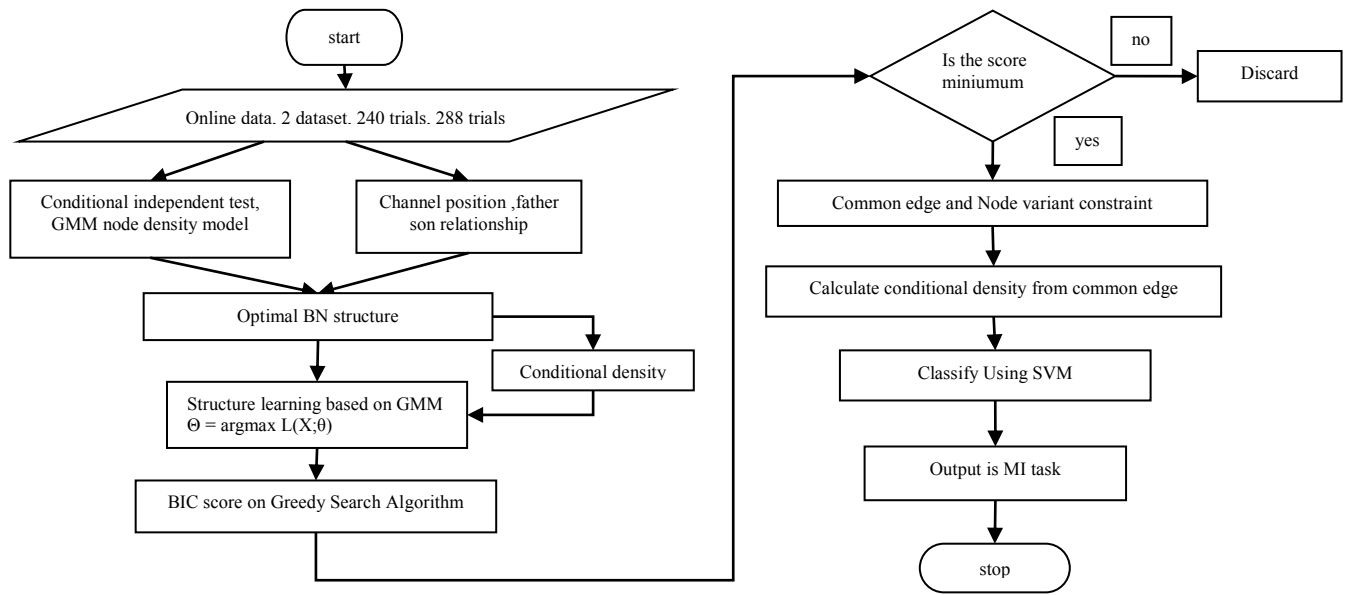 start
Online data. 2 dataset. 240 trials. 288 trials
Conditional independent test,
GMM node density model
Channel position ,father
son relationship
Optimal BN structure
Conditional density
Structure learning based on GMM
Θ = argmax L(X;θ)
BIC score on Greedy Search Algorithm
Is the score
miniumum
no
Discard
yes
Common edge and Node variant constraint
Calculate conditional density from common edge
Classify Using SVM
Output is MI task
stop